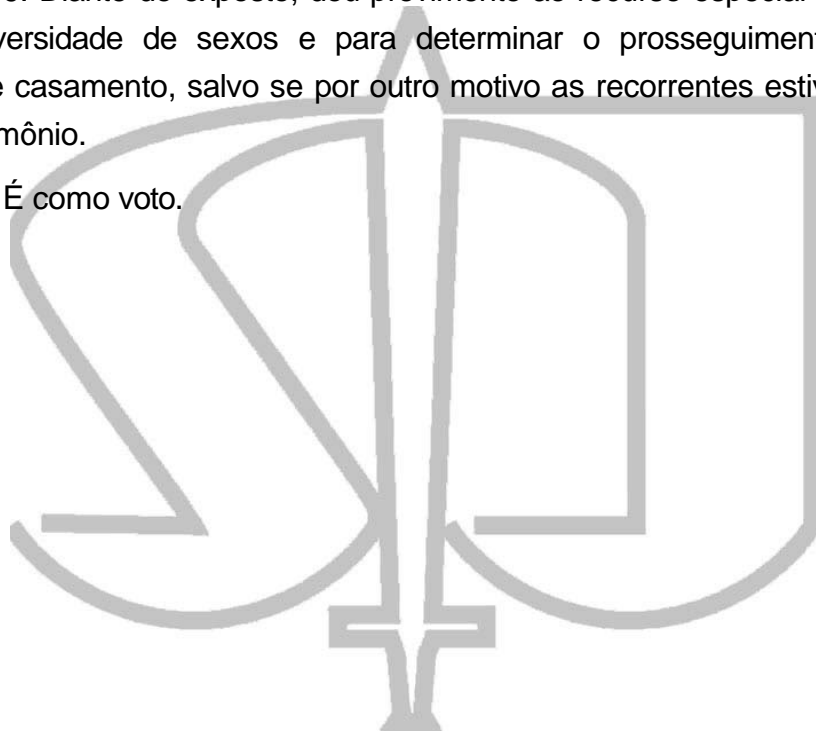 Diante do exposto, dou provimento ao recurso especial
versidade de sexos e para determinar o prosseguiment
e casamento, salvo se por outro motivo as recorrentes estiv
mônio.
É como voto.